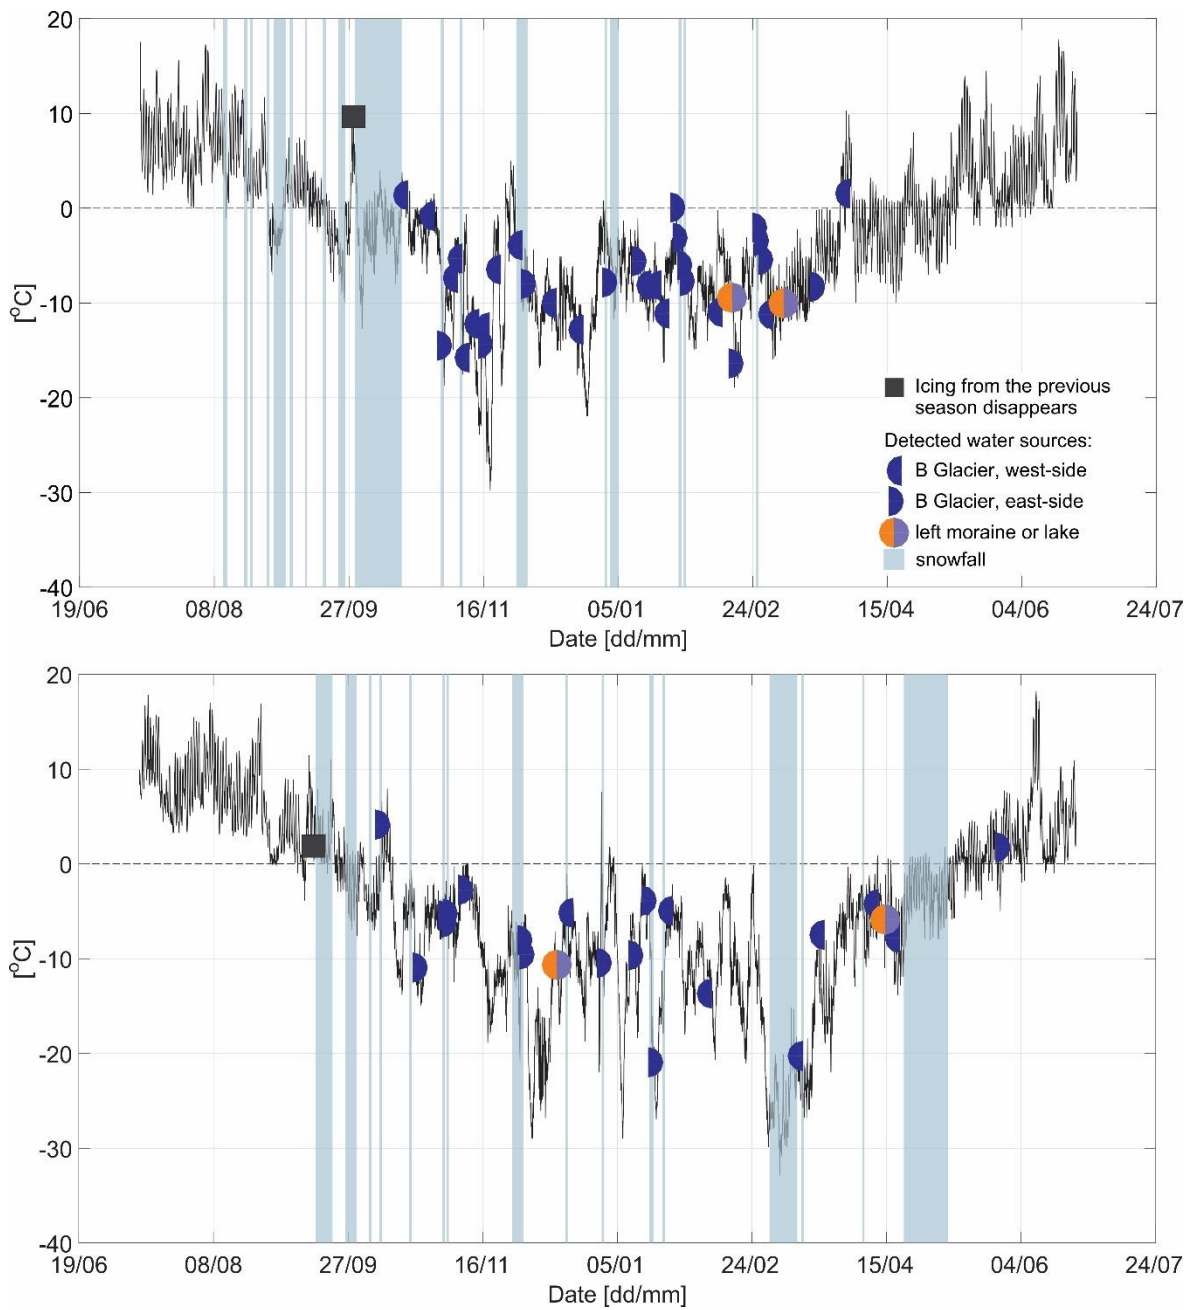 20
10
0
-10
-20
-30
-40
[°C]
19/06 08/08 27/09 16/11 05/01 24/02 15/04 04/06 24/07
Date [dd/mm]
Icing from the previous
season disappears
Detected water sources:
B Glacier, west-side
B Glacier, east-side
left moraine or lake
snowfall
20
10
0
-10
-20
-30
-40
[°C]
19/06 08/08 27/09 16/11 05/01 24/02 15/04 04/06 24/07
Date [dd/mm]